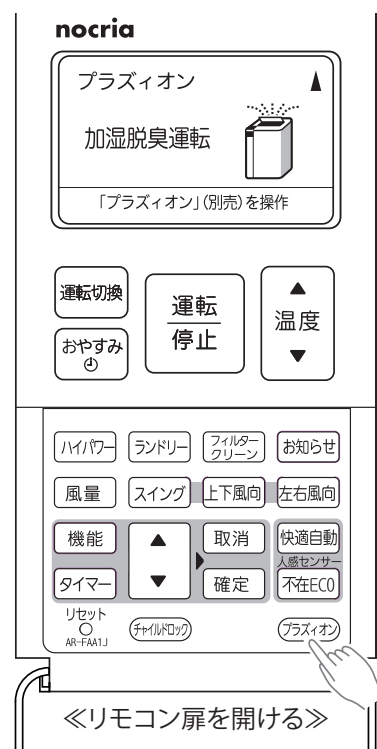 nocria
プラズィオン
加湿脱臭運転
「プラズィオン」(別売)を操作
運転切換
運転
停止
温度
おやすみ
ハイパワー
ランドリー
フィルター
クリーン
お知らせ
風量
スイング
上下風向
左右風向
機能
取消
快適自動
人感センサー
タイマー
確定
不在ECO
リセット
AR-FAA1J
チャイルドロック
プラズィオン
≪リモコン扉を開ける≫